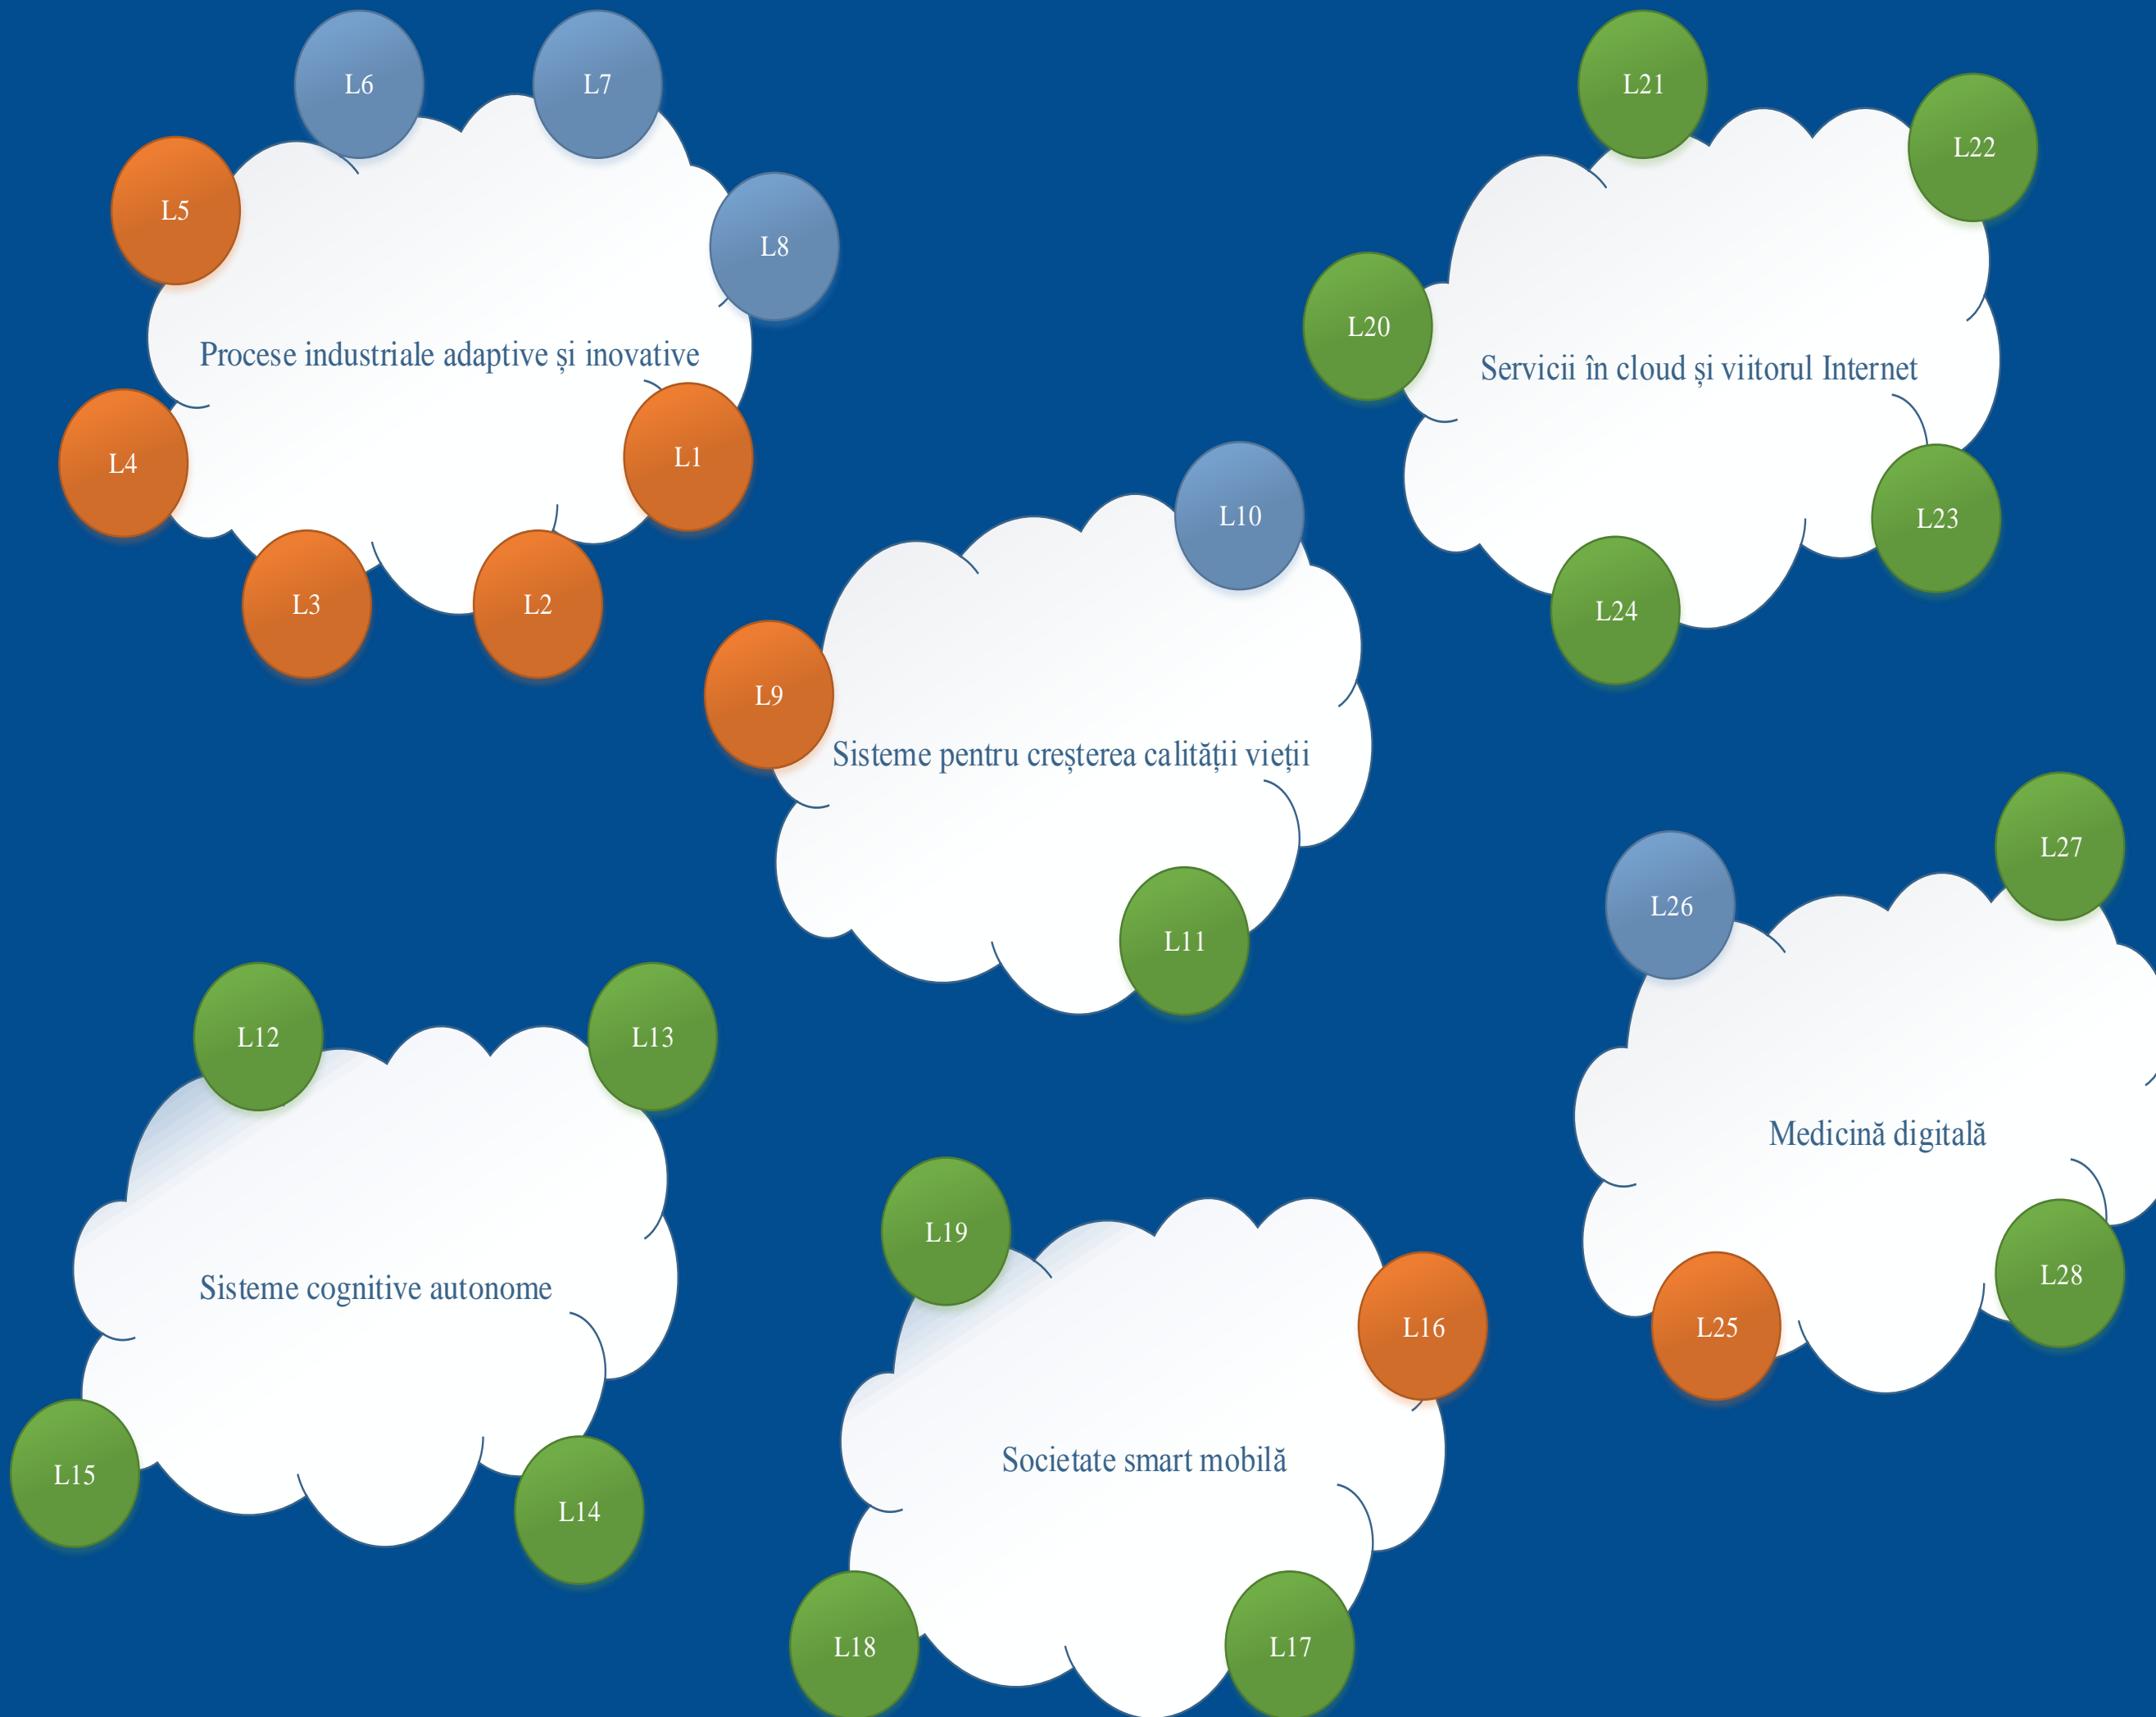 L6
L7
L5
L8
Procese industriale adaptive și inovative
L4
L1
L3
L2
L21
L22
L20
Servicii în cloud și viitorul Internet
L23
L24
L10
L9
Sisteme pentru creșterea calității vieții
L11
L27
L26
Medicină digitală
L28
L25
L12
L13
Sisteme cognitive autonome
L15
L14
L19
L16
Societate smart mobilă
L18
L17